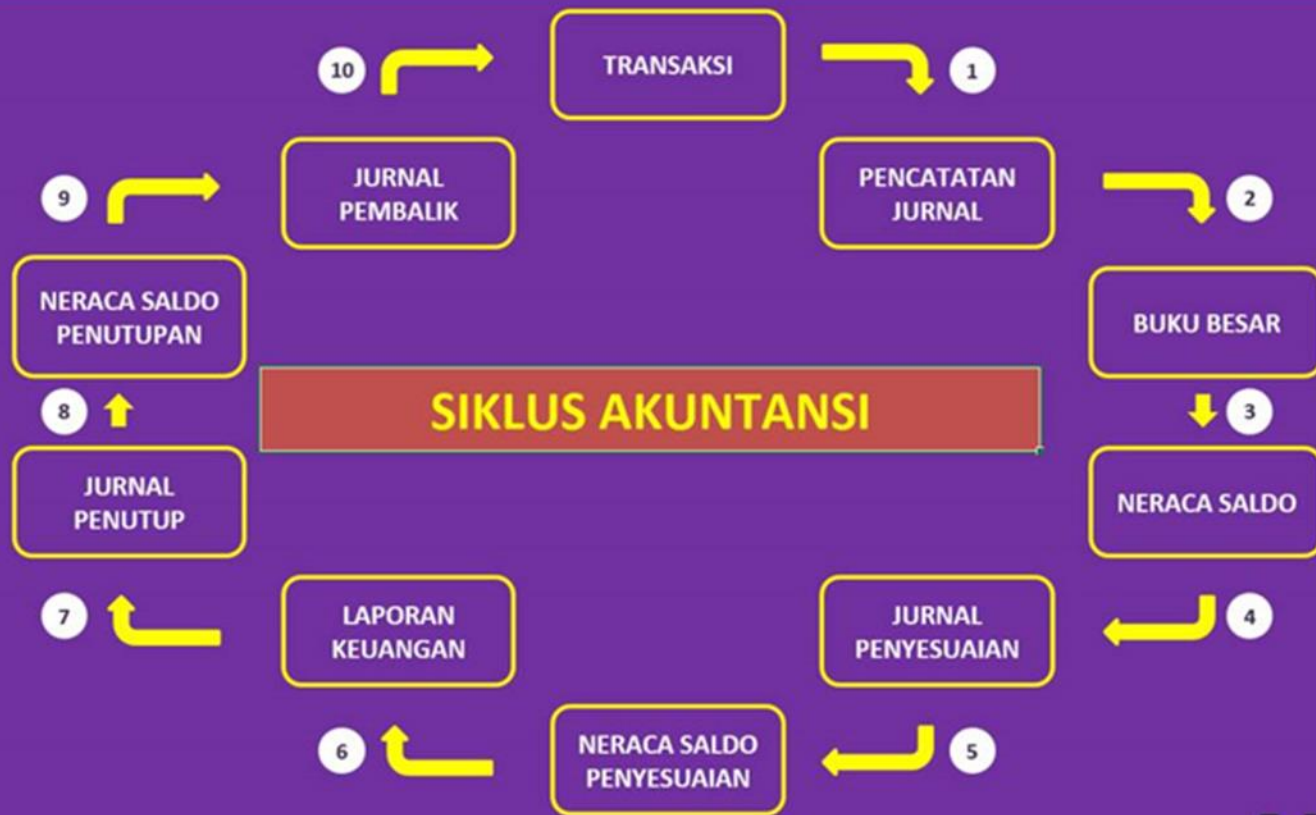 TRANSAKSI
1
PENCATATAN
JURNAL
2
BUKU BESAR
3
NERACA SALDO
4
JURNAL
PENYESUAIAN
5
NERACA SALDO
PENYESUAIAN
6
LAPORAN
KEUANGAN
7
JURNAL
PENUTUP
8
NERACA SALDO
PENUTUPAN
9
JURNAL
PEMBALIK
10
SIKLUS AKUNTANSI